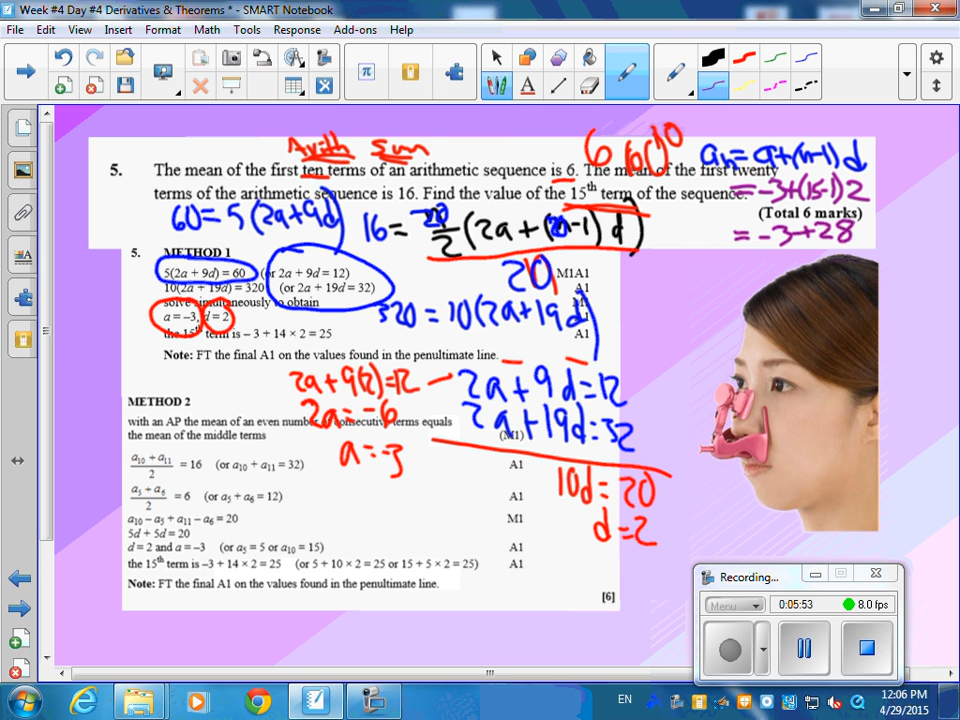 Week #4 Day #4 Derivatives & Theorems * - SMART Notebook
File Edit View Insert Format Math Tools Response Add-ons Help
Arith Sum
6 6(10)
5. The mean of the first ten terms of an arithmetic sequence is 6. The mean of the first twenty
terms of the arithmetic sequence is 16. Find the value of the 15th term of the sequence.
(Total 6 marks)
an = a+(n-1)d
= -3+(15-1)2
= -3+28
60 = 5(2a+9d)
16 = 20/2 (2a+(20-1)d)
20
320 = 10(2a+19d)
5. METHOD 1
5(2a + 9d) = 60 (or 2a + 9d = 12) M1A1
10(2a + 19d) = 320 (or 2a + 19d = 32) A1
solve simultaneously to obtain
a = –3, d = 2
the 15th term is – 3 + 14 × 2 = 25 A1
Note: FT the final A1 on the values found in the penultimate line.
2a+9(2)=12
2a=-6
a=-3
2a+9d=12
2a+19d=32
10d=20
d=2
METHOD 2
with an AP the mean of an even number of consecutive terms equals
the mean of the middle terms (M1)
a10 + a11 / 2 = 16 (or a10 + a11 = 32) A1
a5 + a6 / 2 = 6 (or a5 + a6 = 12) A1
a10 – a5 + a11 – a6 = 20 M1
5d + 5d = 20
d = 2 and a = –3 (or a5 = 5 or a10 = 15) A1
the 15th term is –3 + 14 × 2 = 25 (or 5 + 10 × 2 = 25 or 15 + 5 × 2 = 25) A1
Note: FT the final A1 on the values found in the penultimate line.
[6]
Recording...
Menu 0:05:53 8.0 fps
EN
12:06 PM
4/29/2015